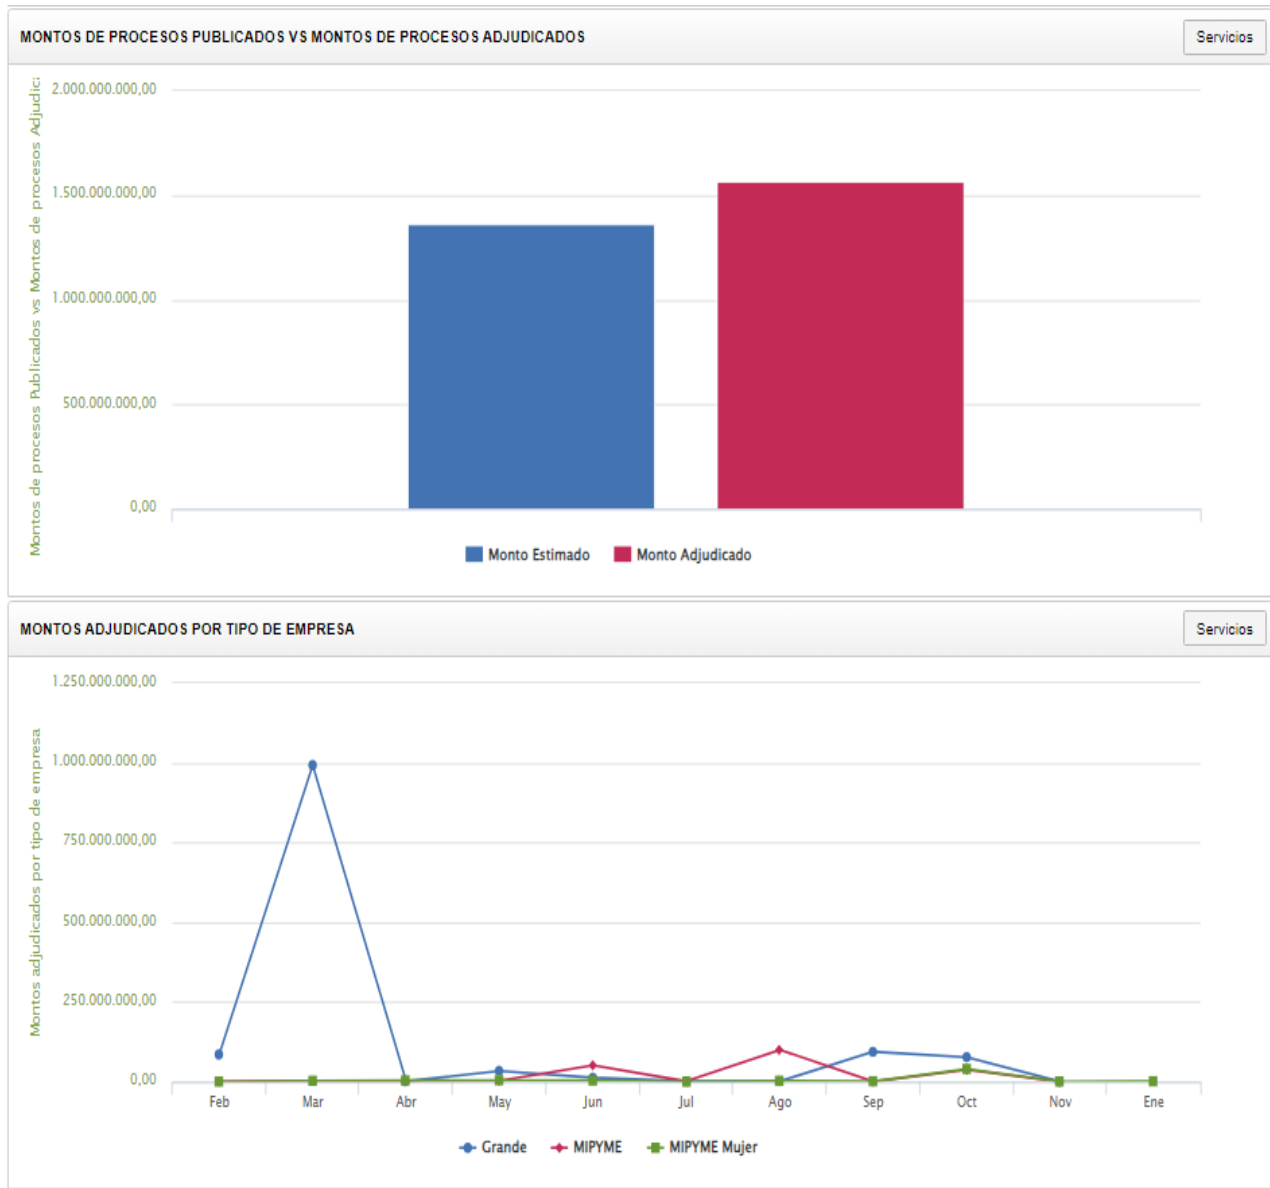 MONTOS DE PROCESOS PUBLICADOS VS MONTOS DE PROCESOS ADJUDICADOS
Servicios
Montos de procesos Publicados vs Montos de procesos Adjudic:
2.000.000.000,00
1.500.000.000,00
1.000.000.000,00
500.000.000,00
0,00
Monto Estimado Monto Adjudicado
MONTOS ADJUDICADOS POR TIPO DE EMPRESA
Servicios
Montos adjudicados por tipo de empresa
1.250.000.000,00
1.000.000.000,00
750.000.000,00
500.000.000,00
250.000.000,00
0,00
Feb Mar Abr May Jun Jul Ago Sep Oct Nov Ene
Grande MIPYME MIPYME Mujer